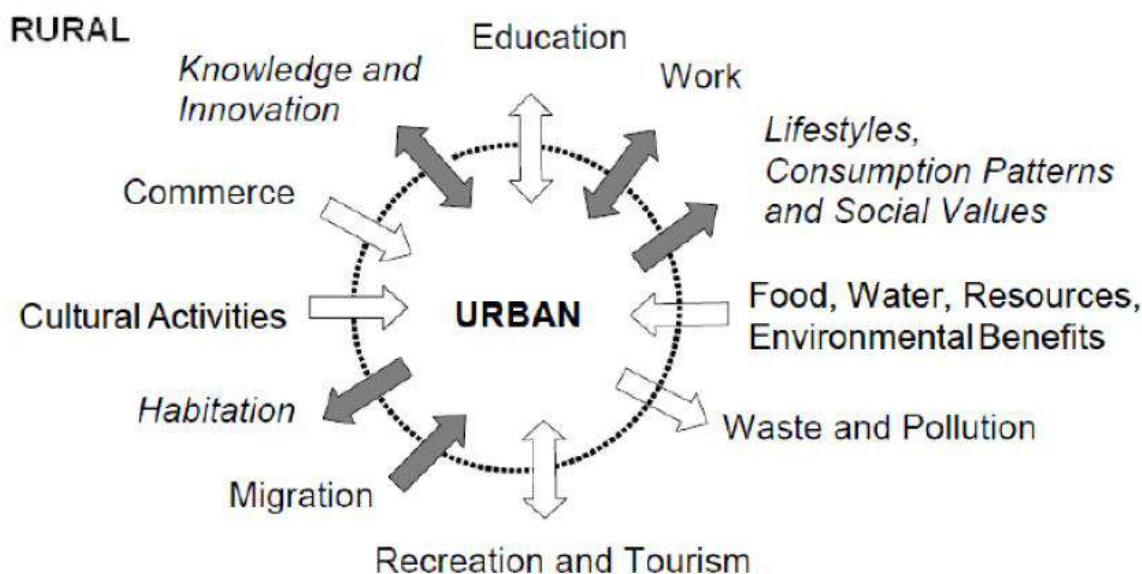 RURAL
Education
Knowledge and
Innovation
Work
Lifestyles,
Consumption Patterns
and Social Values
Commerce
Cultural Activities
URBAN
Food, Water, Resources,
Environmental Benefits
Habitation
Waste and Pollution
Migration
Recreation and Tourism